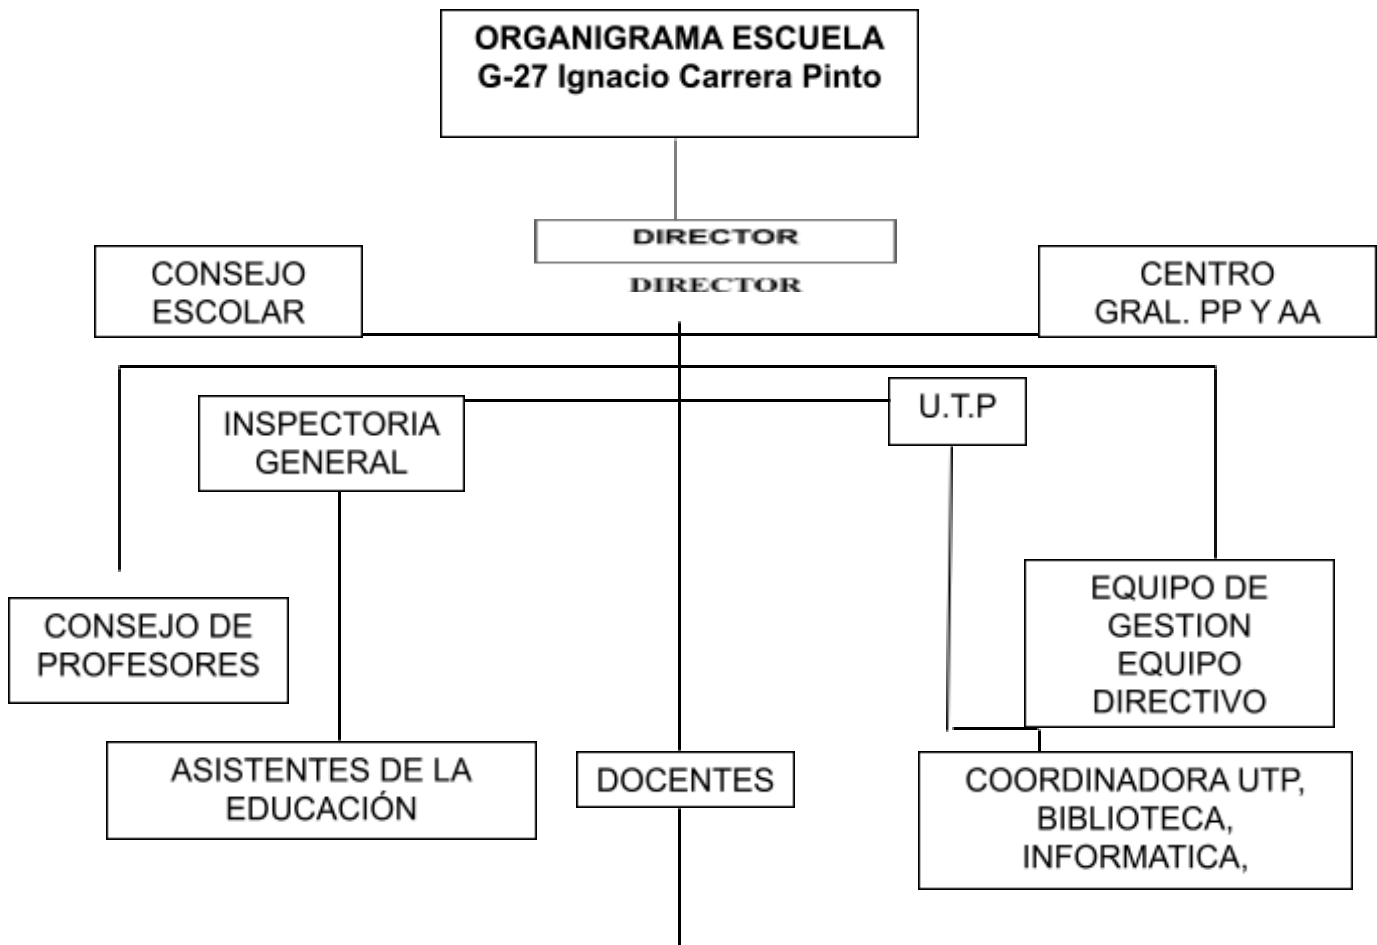 ORGANIGRAMA ESCUELA
G-27 Ignacio Carrera Pinto
DIRECTOR
DIRECTOR
CONSEJO
ESCOLAR
CENTRO
GRAL. PP Y AA
INSPECTORIA
GENERAL
U.T.P
CONSEJO DE
PROFESORES
EQUIPO DE
GESTION
EQUIPO
DIRECTIVO
ASISTENTES DE LA
EDUCACIÓN
DOCENTES
COORDINADORA UTP,
BIBLIOTECA,
INFORMATICA,